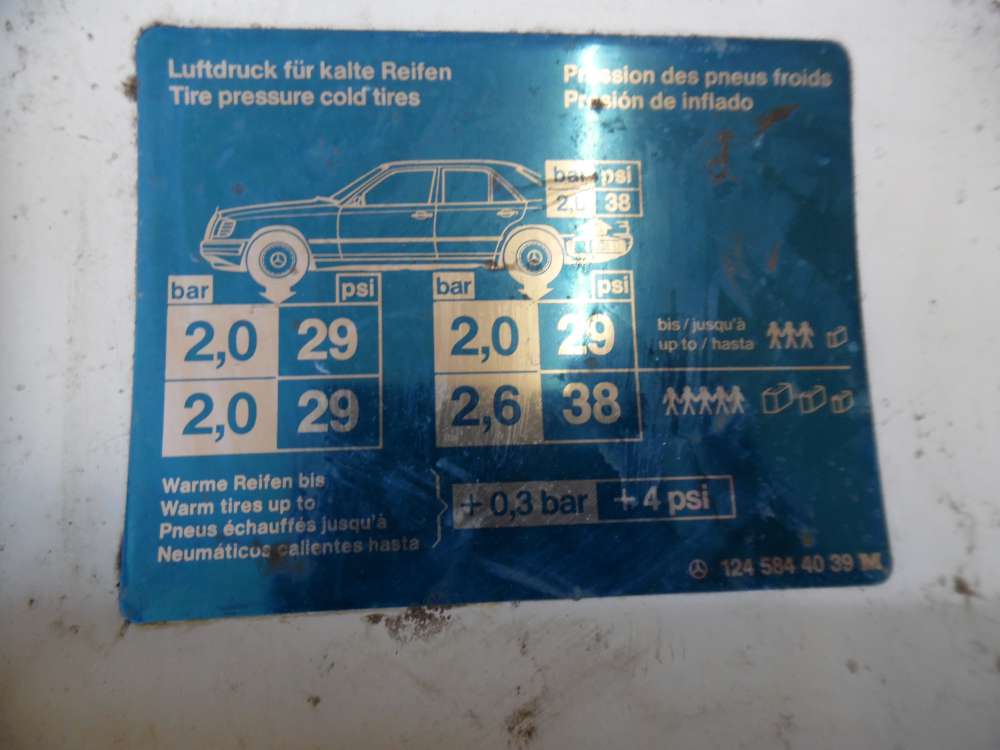 Luftdruck für kalte Reifen
Tire pressure cold tires
Pression des pneus froids
Presión de inflado
bar psi
38
bar psi
bar psi
2,0 29
2,0 29
bis / jusqu'à
up to / hasta
2,0 29
2,6 38
Warme Reifen bis
Warm tires up to
Pneus échauffés jusqu'à
Neumáticos calientes hasta
+ 0,3 bar + 4 psi
124 584 40 39 M